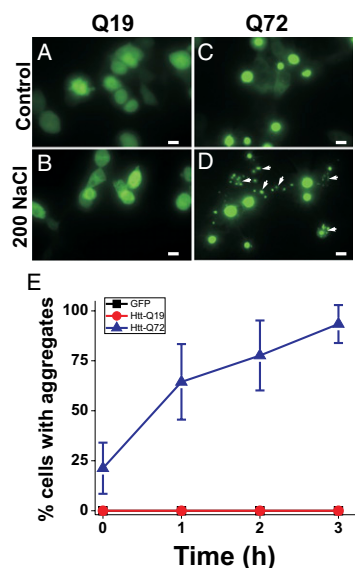 Q19 Q72
Control
A C
200 NaCl
B D
E
% cells with aggregates
100
75
50
25
0
GFP
Htt-Q19
Htt-Q72
0 1 2 3
Time (h)